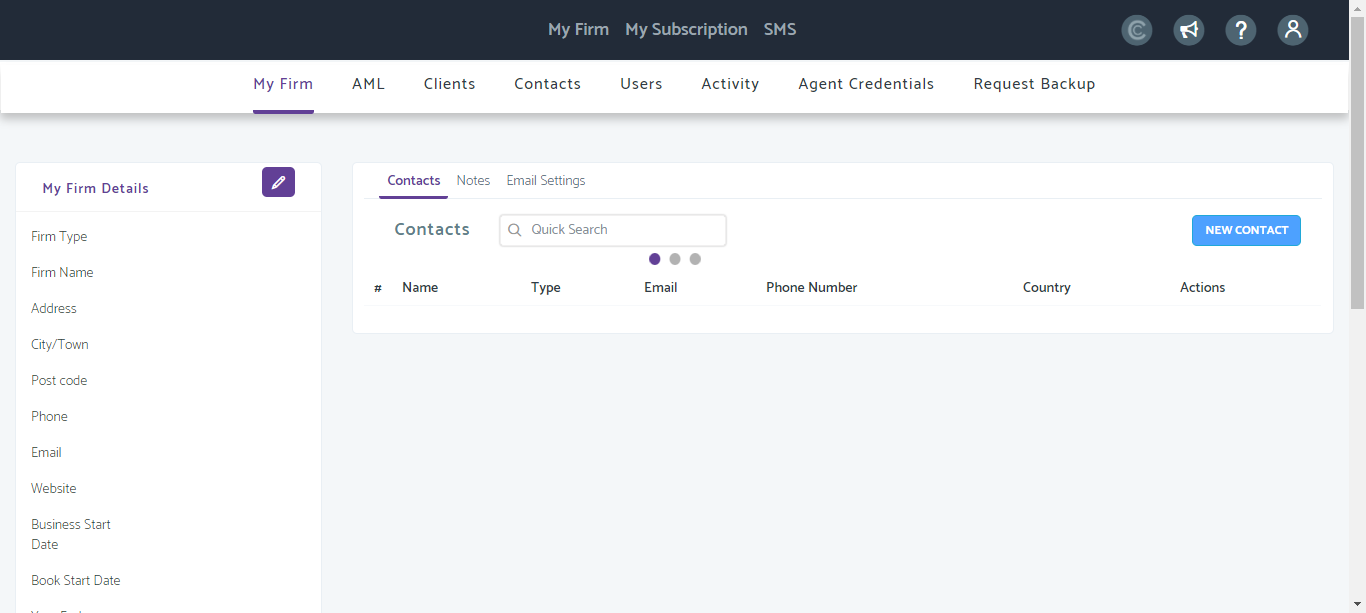 My Firm My Subscription SMS
My Firm AML Clients Contacts Users Activity Agent Credentials Request Backup
My Firm Details
Firm Type
Firm Name
Address
City/Town
Post code
Phone
Email
Website
Business Start
Date
Book Start Date
Contacts Notes Email Settings
Contacts Quick Search NEW CONTACT
# Name Type Email Phone Number Country Actions